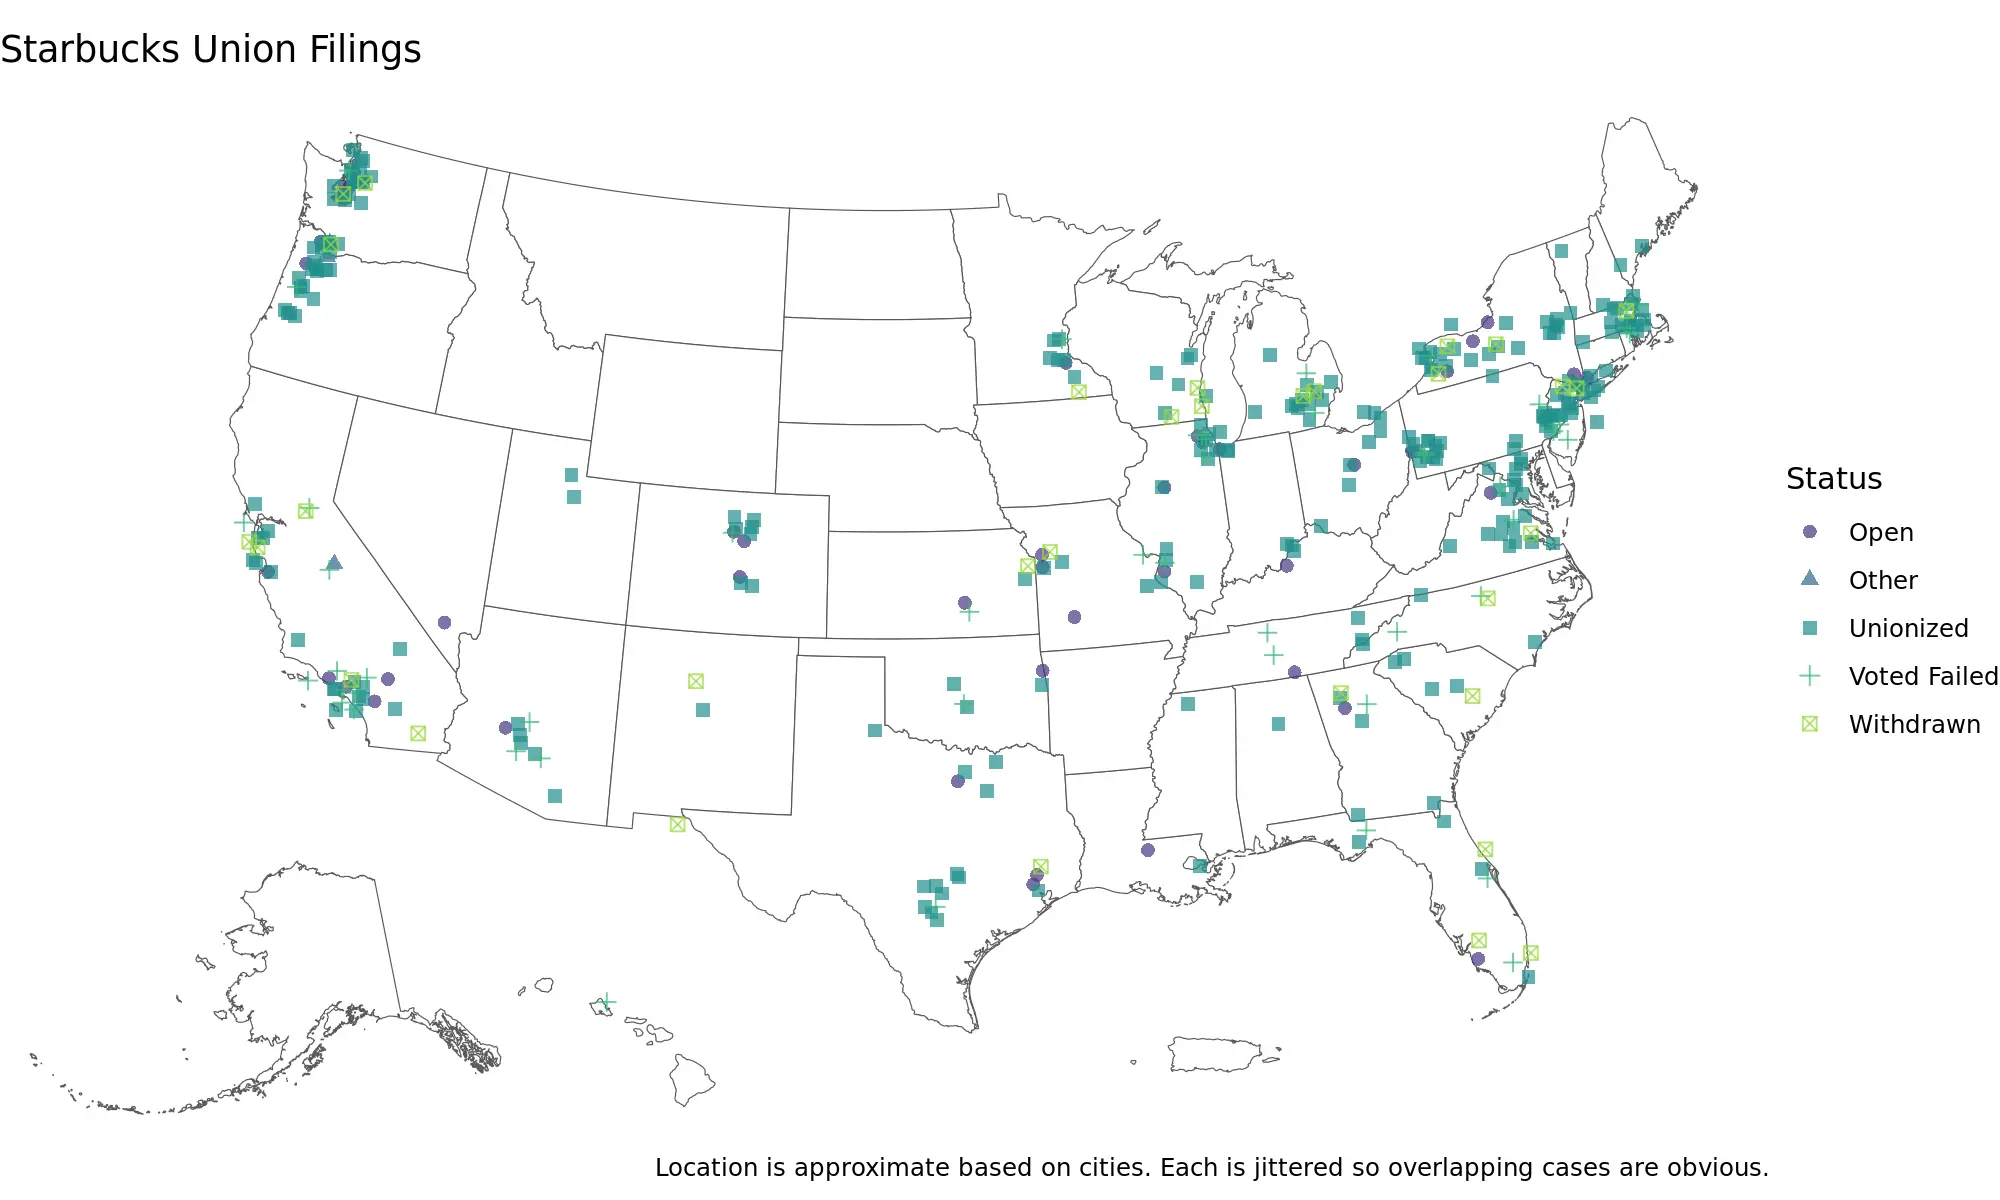 Starbucks Union Filings
Status
Open
Other
Unionized
Voted Failed
Withdrawn
Location is approximate based on cities. Each is jittered so overlapping cases are obvious.